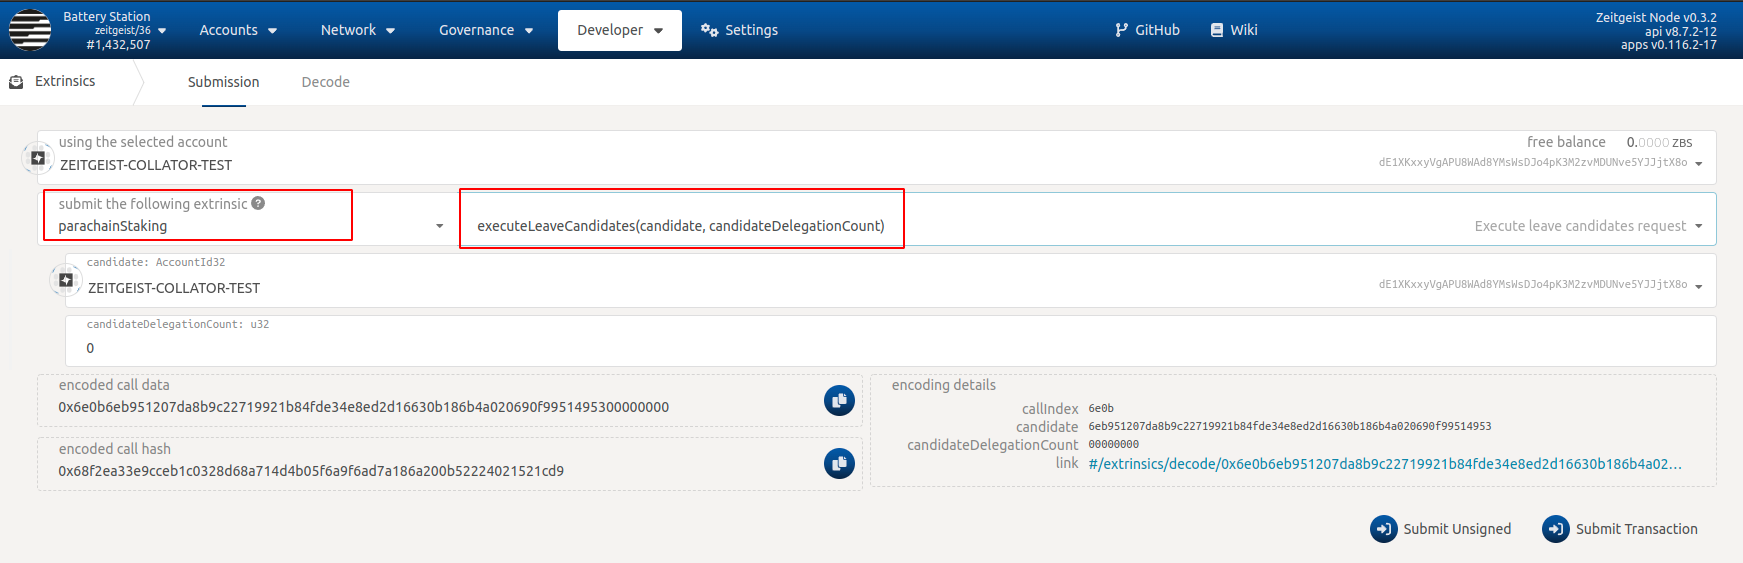 Battery Station
zeitgeist/36
#1,432,507
Accounts
Network
Governance
Developer
Settings
GitHub
Wiki
Zeitgeist Node v0.3.2
api v8.7.2-12
apps v0.116.2-17
Extrinsics
Submission
Decode
using the selected account
ZEITGEIST-COLLATOR-TEST
free balance 0.0000 ZBS
dE1XKxxyVgAPU8WAd8YMsWsDJo4pK3M2zvMDUNve5YJJjtX8o
submit the following extrinsic ?
parachainStaking
executeLeaveCandidates(candidate, candidateDelegationCount)
Execute leave candidates request
candidate: AccountId32
ZEITGEIST-COLLATOR-TEST
dE1XKxxyVgAPU8WAd8YMsWsDJo4pK3M2zvMDUNve5YJJjtX8o
candidateDelegationCount: u32
0
encoded call data
0x6e0b6eb951207da8b9c22719921b84fde34e8ed2d16630b186b4a020690f9951495300000000
encoded call hash
0x68f2ea33e9cceb1c0328d68a714d4b05f6a9f6ad7a186a200b52224021521cd9
encoding details
callIndex 6e0b
candidate 6eb951207da8b9c22719921b84fde34e8ed2d16630b186b4a020690f99514953
candidateDelegationCount 00000000
link #/extrinsics/decode/0x6e0b6eb951207da8b9c22719921b84fde34e8ed2d16630b186b4a02...
Submit Unsigned
Submit Transaction